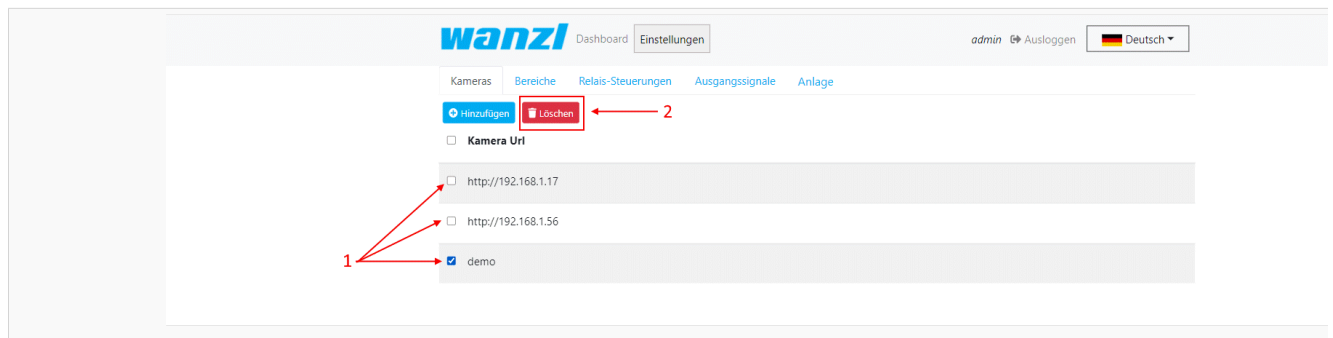 wanzl Dashboard Einstellungen admin Ausloggen Deutsch
Kameras Bereiche Relais-Steuerungen Ausgangssignale Anlage
Hinzufügen Löschen 2
Kamera Url
http://192.168.1.17
http://192.168.1.56
1 demo